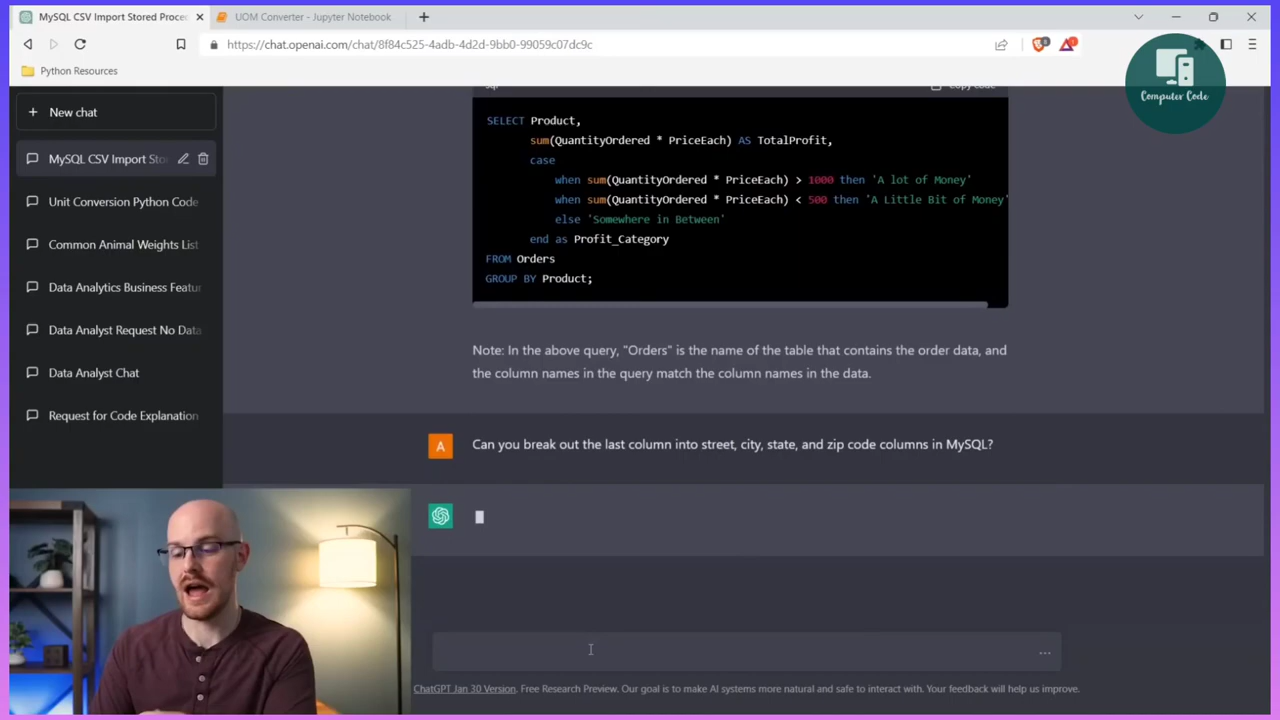 MySQL CSV Import Stored Proce
UOM Converter - Jupyter Notebook
https://chat.openai.com/chat/8f84c525-4adb-4d2d-9bb0-99059c07dc9c
Python Resources
Computer Code
New chat
MySQL CSV Import Sto
Unit Conversion Python Code
Common Animal Weights List
Data Analytics Business Featu
Data Analyst Request No Data
Data Analyst Chat
Request for Code Explanation
sql Copy code
SELECT Product,
sum(QuantityOrdered * PriceEach) AS TotalProfit,
case
when sum(QuantityOrdered * PriceEach) > 1000 then 'A lot of Money'
when sum(QuantityOrdered * PriceEach) < 500 then 'A Little Bit of Money'
else 'Somewhere in Between'
end as Profit_Category
FROM Orders
GROUP BY Product;
Note: In the above query, "Orders" is the name of the table that contains the order data, and
the column names in the query match the column names in the data.
A
Can you break out the last column into street, city, state, and zip code columns in MySQL?
ChatGPT Jan 30 Version. Free Research Preview. Our goal is to make AI systems more natural and safe to interact with. Your feedback will help us improve.